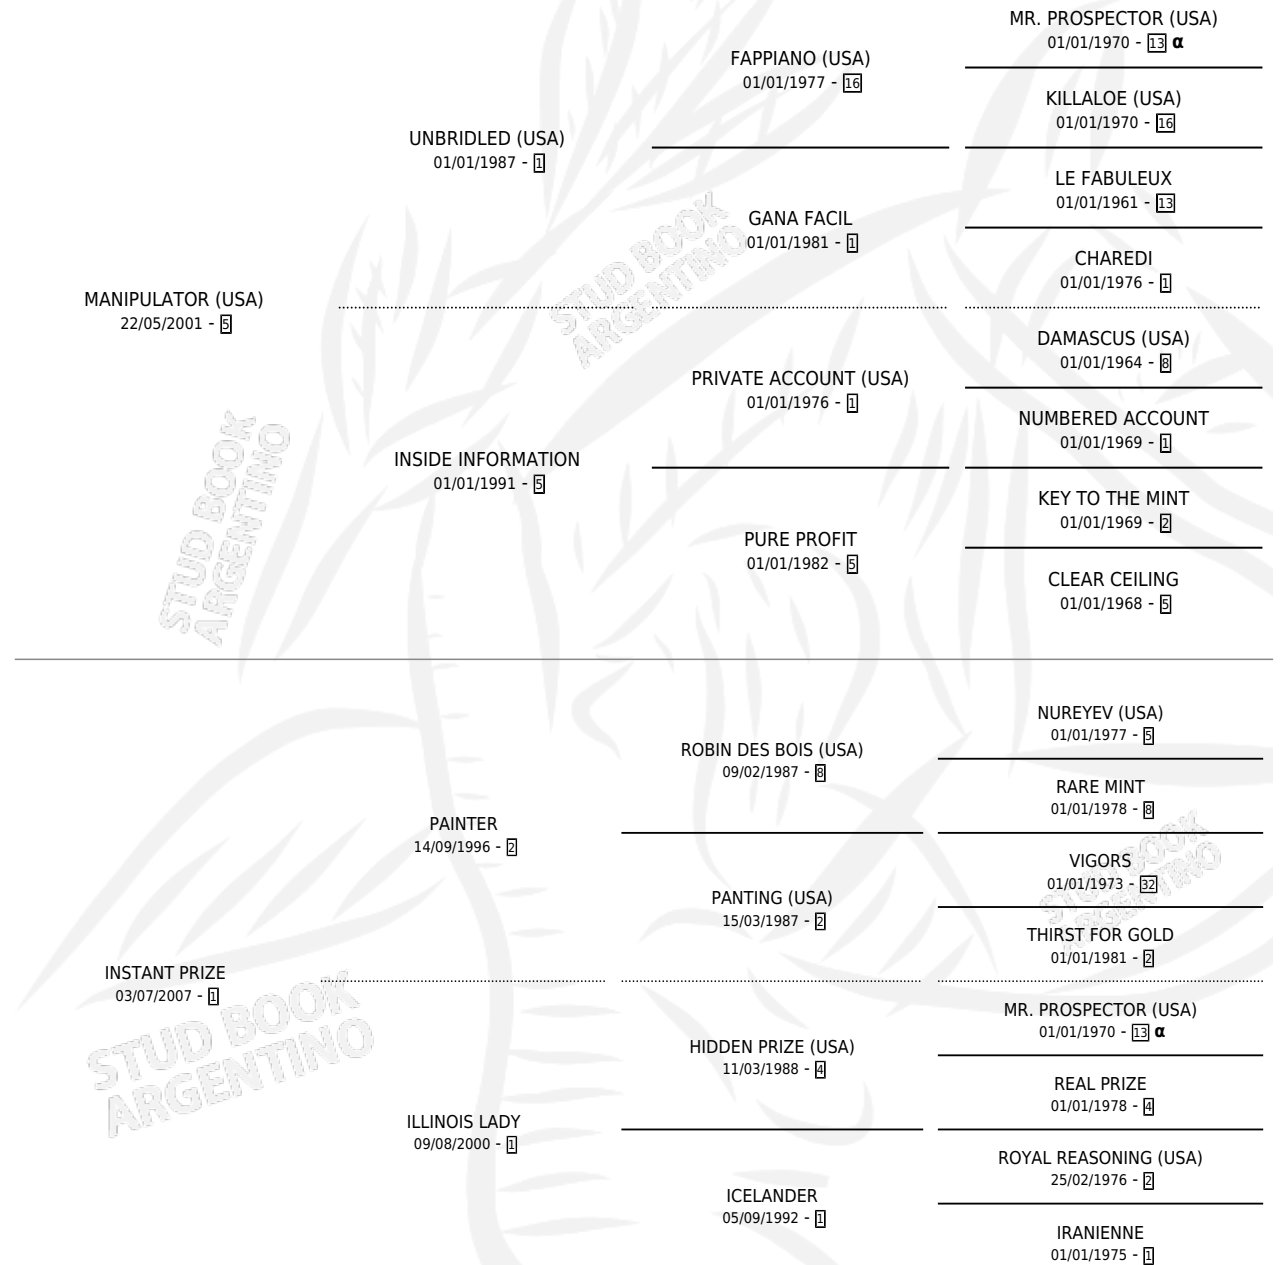 MR. PROSPECTOR (USA)
01/01/1970 - 13 α
FAPPIANO (USA)
01/01/1977 - 16
KILLALOE (USA)
01/01/1970 - 16
UNBRIDLED (USA)
01/01/1987 - 1
LE FABULEUX
01/01/1961 - 13
GANA FACIL
01/01/1981 - 1
CHAREDI
01/01/1976 - 1
MANIPULATOR (USA)
22/05/2001 - 5
DAMASCUS (USA)
01/01/1964 - 8
PRIVATE ACCOUNT (USA)
01/01/1976 - 1
NUMBERED ACCOUNT
01/01/1969 - 1
INSIDE INFORMATION
01/01/1991 - 5
KEY TO THE MINT
01/01/1969 - 2
PURE PROFIT
01/01/1982 - 5
CLEAR CEILING
01/01/1968 - 5
NUREYEV (USA)
01/01/1977 - 5
ROBIN DES BOIS (USA)
09/02/1987 - 8
RARE MINT
01/01/1978 - 8
PAINTER
14/09/1996 - 2
VIGORS
01/01/1973 - 32
PANTING (USA)
15/03/1987 - 2
THIRST FOR GOLD
01/01/1981 - 2
INSTANT PRIZE
03/07/2007 - 1
MR. PROSPECTOR (USA)
01/01/1970 - 13 α
HIDDEN PRIZE (USA)
11/03/1988 - 4
REAL PRIZE
01/01/1978 - 4
ILLINOIS LADY
09/08/2000 - 1
ROYAL REASONING (USA)
25/02/1976 - 2
ICELANDER
05/09/1992 - 1
IRANIENNE
01/01/1975 - 1
STUD BOOK
ARGENTINO
STUD BOOK
ARGENTINO
STUD BOOK
ARGENTINO
STUD BOOK
ARGENTINO